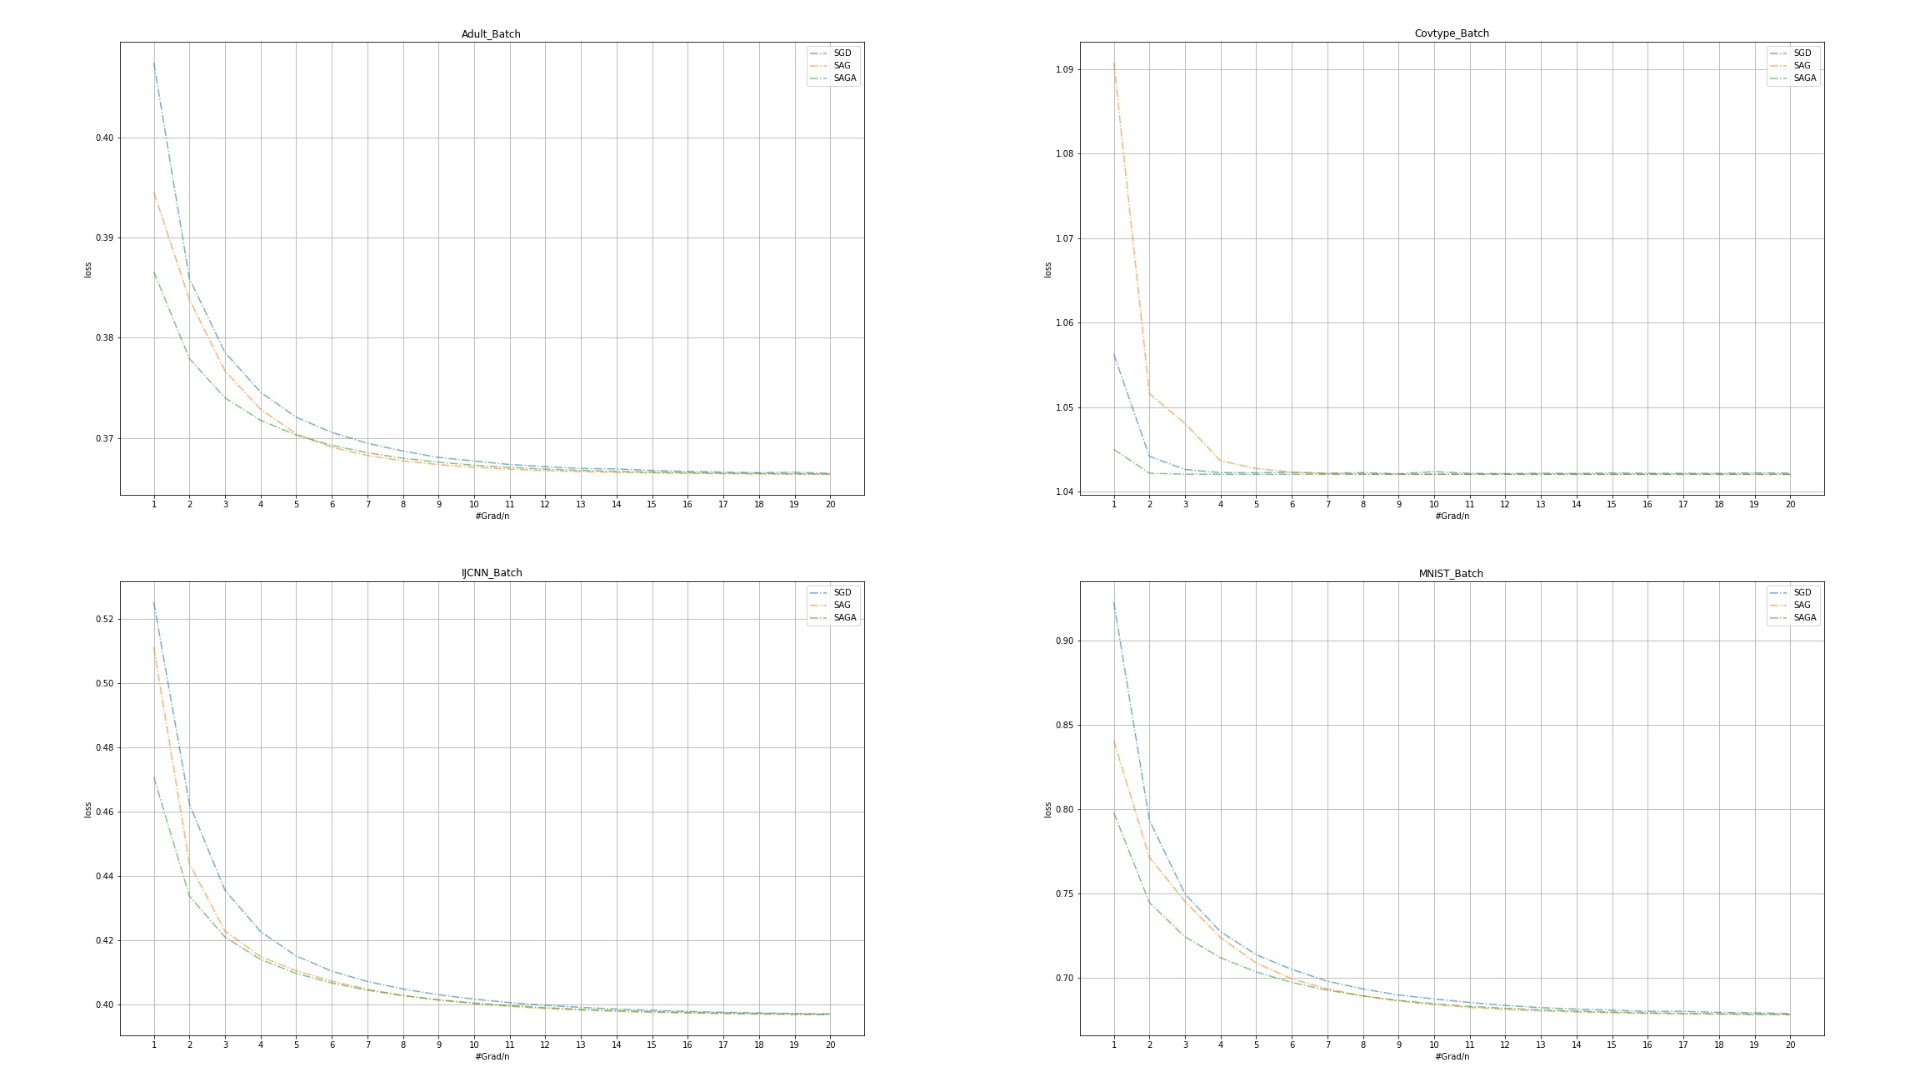 Adult_Batch
SGD
SAG
SAGA
0.40
0.39
0.38
0.37
loss
1 2 3 4 5 6 7 8 9 10 11 12 13 14 15 16 17 18 19 20
#Grad/n
Covtype_Batch
SGD
SAG
SAGA
1.09
1.08
1.07
1.06
1.05
1.04
loss
1 2 3 4 5 6 7 8 9 10 11 12 13 14 15 16 17 18 19 20
#Grad/n
IJCNN_Batch
SGD
SAG
SAGA
0.52
0.50
0.48
0.46
0.44
0.42
0.40
loss
1 2 3 4 5 6 7 8 9 10 11 12 13 14 15 16 17 18 19 20
#Grad/n
MNIST_Batch
SGD
SAG
SAGA
0.90
0.85
0.80
0.75
0.70
loss
1 2 3 4 5 6 7 8 9 10 11 12 13 14 15 16 17 18 19 20
#Grad/n